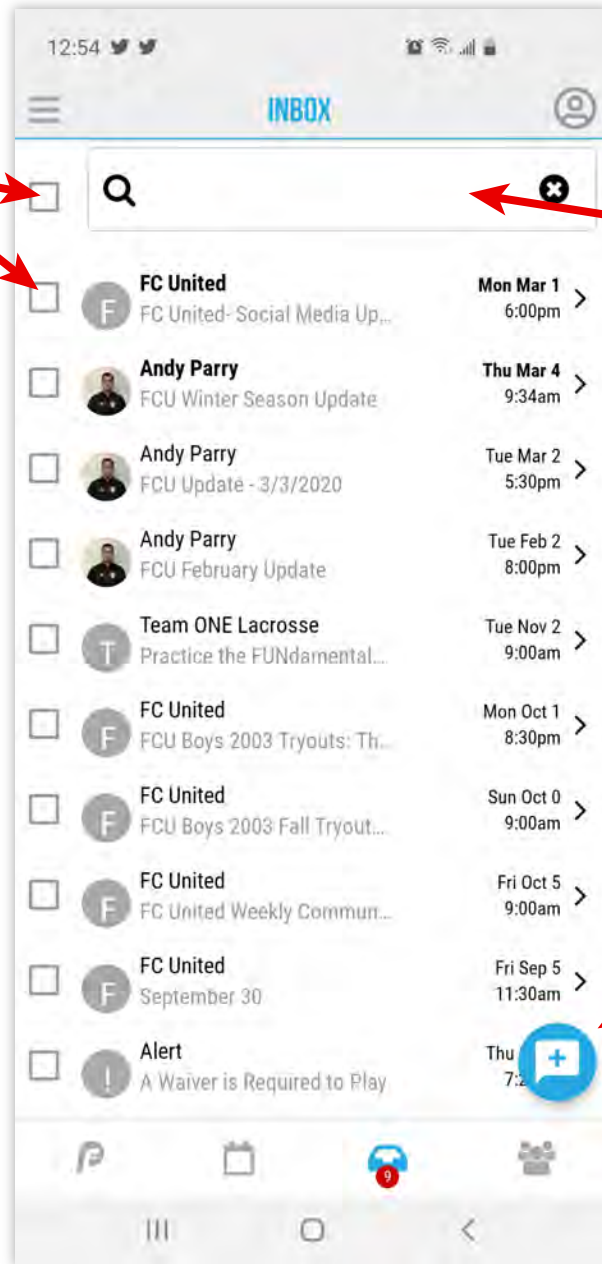 12:54
INBOX
FC United Mon Mar 1
FC United- Social Media Up... 6:00pm
Andy Parry Thu Mar 4
FCU Winter Season Update 9:34am
Andy Parry Tue Mar 2
FCU Update - 3/3/2020 5:30pm
Andy Parry Tue Feb 2
FCU February Update 8:00pm
Team ONE Lacrosse Tue Nov 2
T Practice the FUNdamental... 9:00am
FC United Mon Oct 1
F FCU Boys 2003 Tryouts: Th... 8:30pm
FC United Sun Oct 0
F FCU Boys 2003 Fall Tryout... 9:00am
FC United Fri Oct 5
F FC United Weekly Commun... 9:00am
FC United Fri Sep 5
F September 30 11:30am
Alert Thu
! A Waiver is Required to Play 7:
9